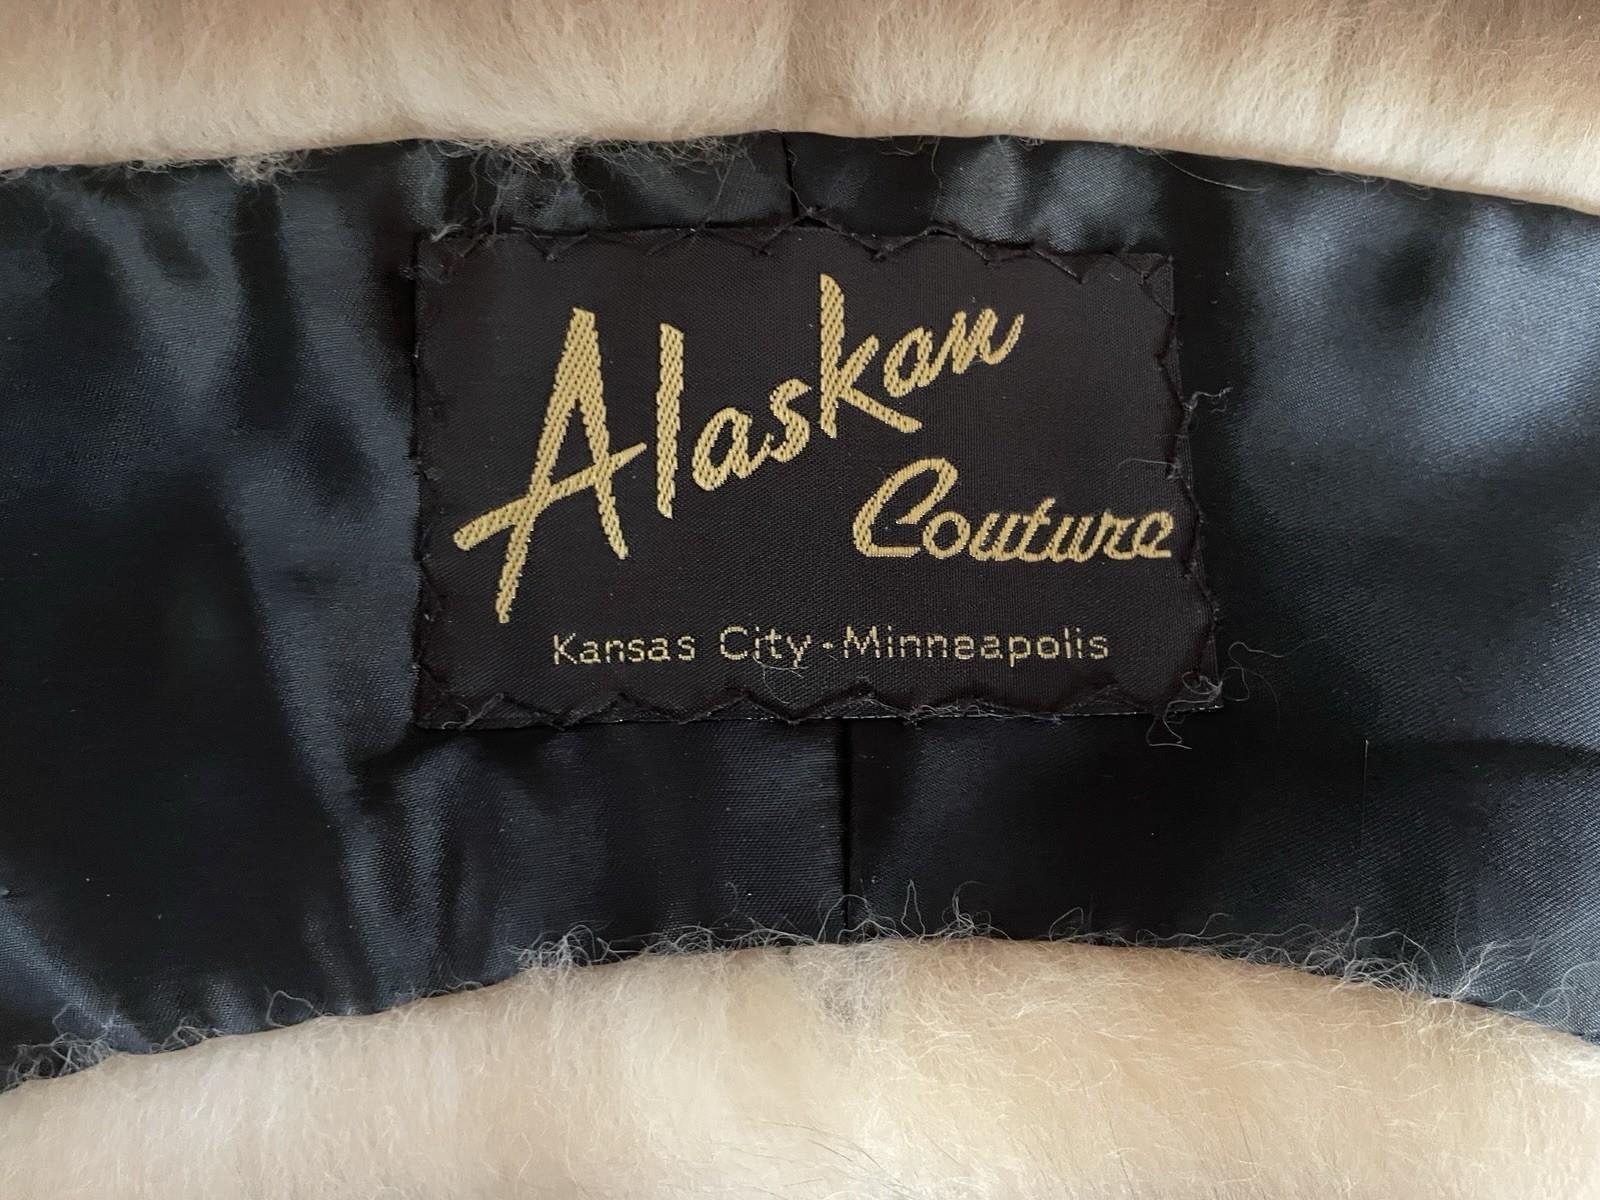 Alaskan
Couture
Kansas City·Minneapolis